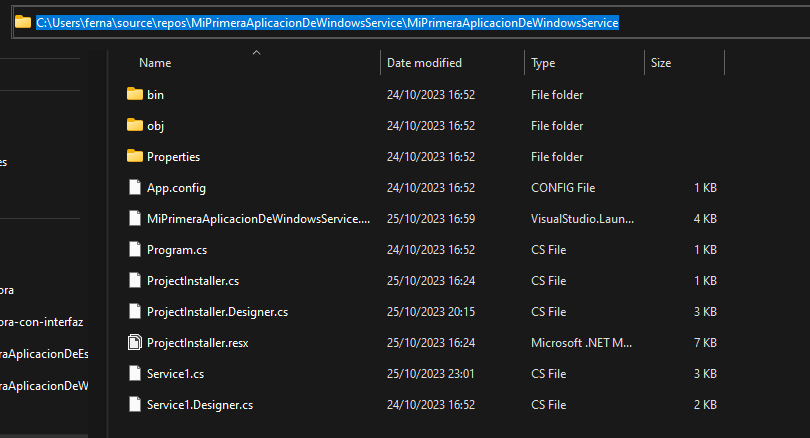 C:\Users\ferna\source\repos\MiPrimeraAplicacionDeWindowsService\MiPrimeraAplicacionDeWindowsService
Name Date modified Type Size
bin 24/10/2023 16:52 File folder
obj 24/10/2023 16:52 File folder
es
Properties 24/10/2023 16:52 File folder
App.config 24/10/2023 16:52 CONFIG File 1 KB
MiPrimeraAplicacionDeWindowsService.... 25/10/2023 16:59 VisualStudio.Laun... 4 KB
Program.cs 24/10/2023 16:52 CS File 1 KB
ProjectInstaller.cs 25/10/2023 16:24 CS File 1 KB
ora
ProjectInstaller.Designer.cs 25/10/2023 20:15 CS File 3 KB
ora-con-interfaz
ProjectInstaller.resx 25/10/2023 16:24 Microsoft .NET M... 7 KB
raAplicacionDeEs
Service1.cs 25/10/2023 23:01 CS File 3 KB
raAplicacionDeW
Service1.Designer.cs 24/10/2023 16:52 CS File 2 KB